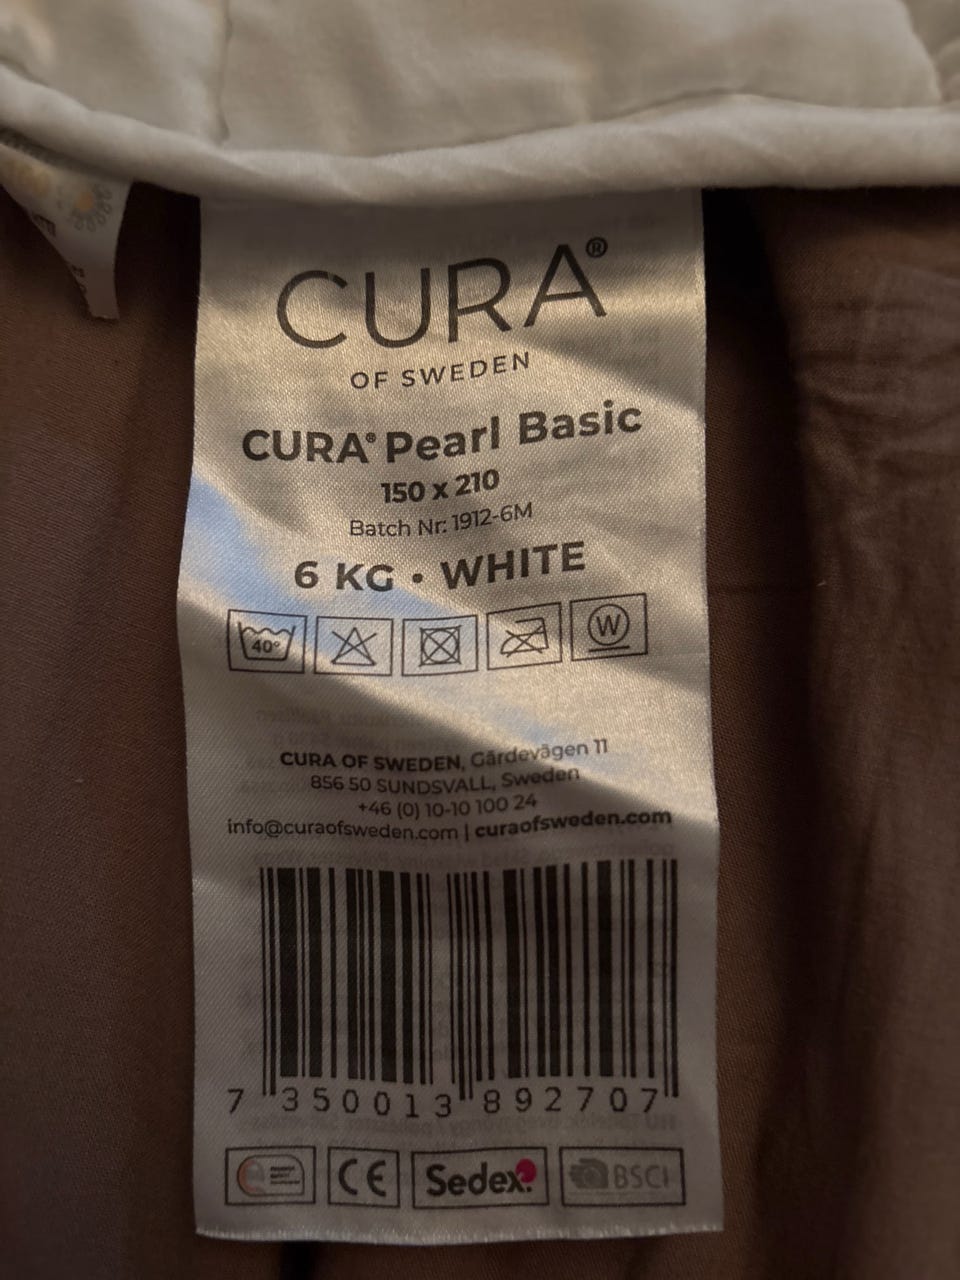 CURA®
OF SWEDEN
CURA® Pearl Basic
150 x 210
Batch Nr: 1912-6M
6 KG • WHITE
40° W
CURA OF SWEDEN, Gärdevägen 11
856 50 SUNDSVALL, Sweden
+46 (0) 10-10 100 24
info@curaofsweden.com | curaofsweden.com
7 350013 892707
CE Sedex BSCI